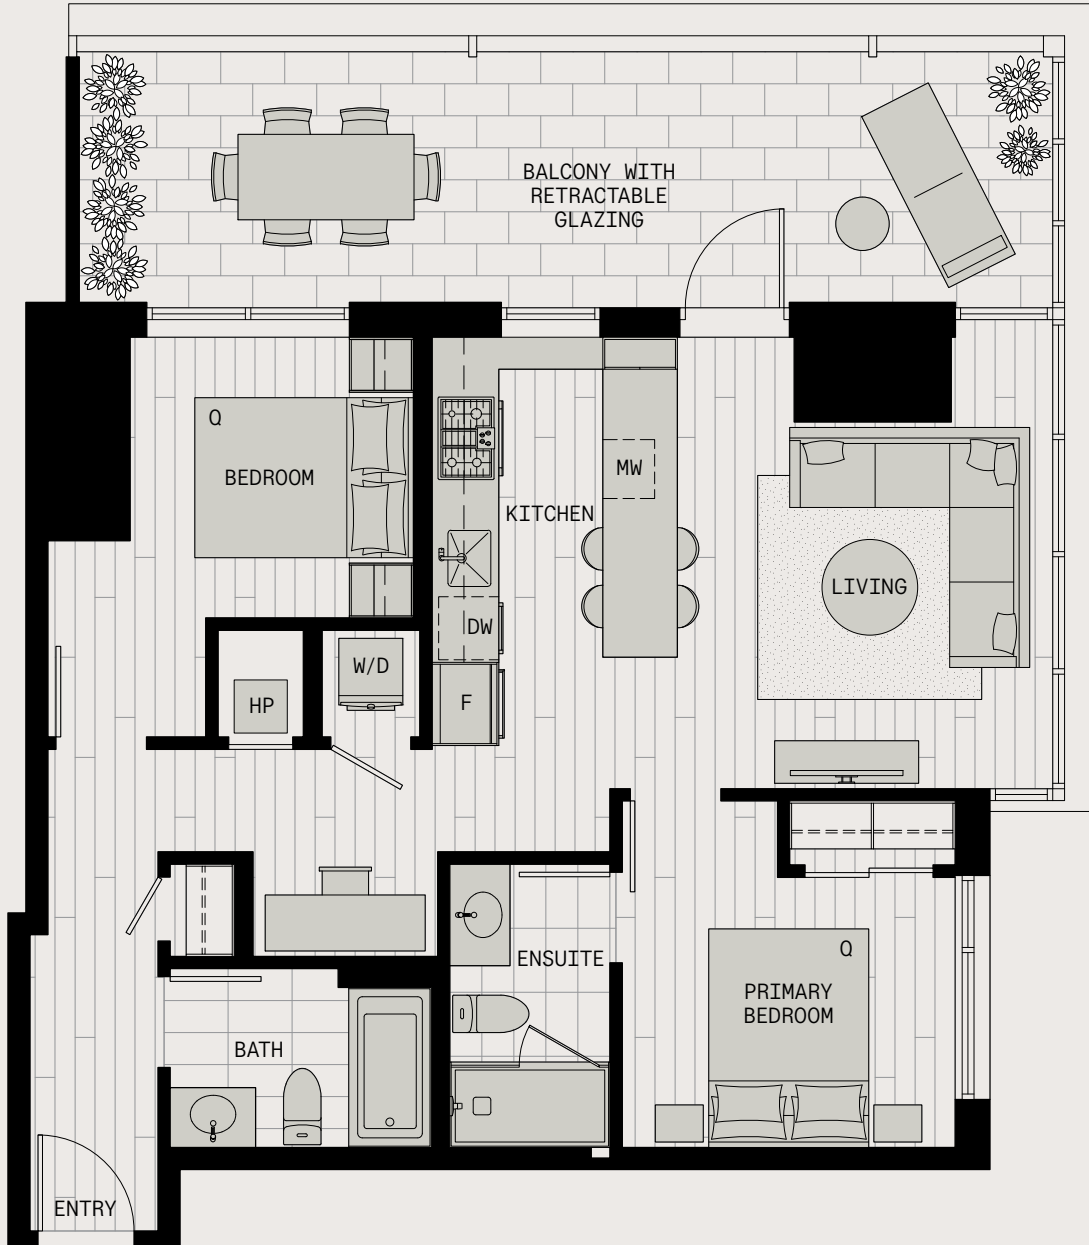 BALCONY WITH
RETRACTABLE
GLAZING
Q
BEDROOM
MW
KITCHEN
LIVING
DW
W/D
F
HP
Q
ENSUITE
PRIMARY
BEDROOM
BATH
ENTRY